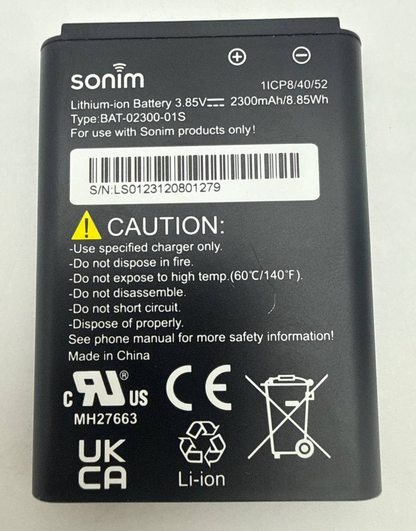 sonim
+ -
1ICP8/40/52
Lithium-ion Battery 3.85V⎓ 2300mAh/8.85Wh
Type:BAT-02300-01S
For use with Sonim products only!
S/N:LS0123120801279
! CAUTION:
-Use specified charger only.
-Do not dispose in fire.
-Do not expose to high temp.(60℃/140℉).
-Do not disassemble.
-Do not short circuit.
-Dispose of properly.
See phone manual for more safety information!
Made in China
c RU ® US
MH27663
CE
UK
CA
Li-ion